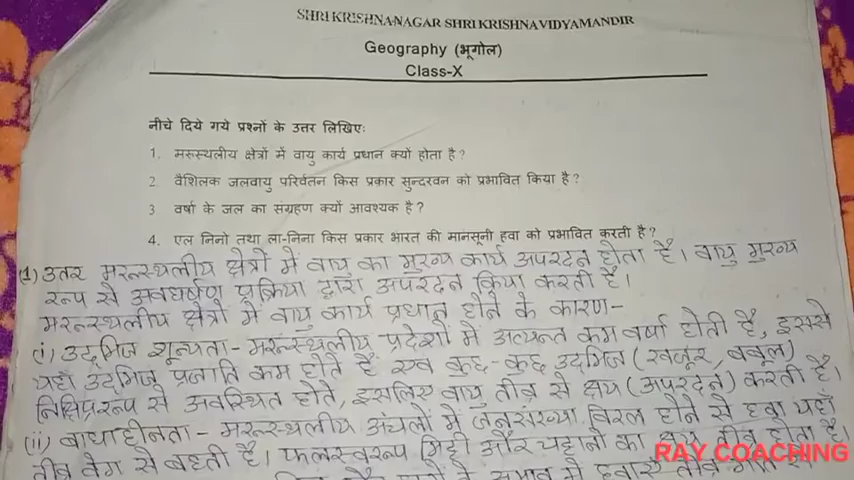 SHRI KRISHNANAGAR SHRI KRISHNA VIDYAMANDIR
Geography (भूगोल)
Class-X
नीचे दिये गये प्रश्नों के उत्तर लिखिए:
1. मरुस्थलीय क्षेत्रों में वायु कार्य प्रधान क्यों होता है?
2. वैशिलक जलवायु परिवर्तन किस प्रकार सुन्दरवन को प्रभावित किया है?
3 वर्षा के जल का संग्रहण क्यों आवश्यक है?
4. एल निनो तथा ला-निना किस प्रकार भारत की मानसूनी हवा को प्रभावित करती है?
(1) उत्तर मरुस्थलीय क्षेत्रों में वायु का मुख्य कार्य अपरदन होता है। वायु मुख्य
रूप से अवघर्षण प्रक्रिया द्वारा अपरदन क्रिया करती है।
मरुस्थलीय क्षेत्रों में वायु कार्य प्रधान होने के कारण-
(i) उद्भिज शून्यता - मरुस्थलीय प्रदेशों में अत्यन्त कम वर्षा होती है, इससे
यहाँ उद्भिज प्रजाति कम होते हैं एवं कुछ-कुछ उद्भिज (खजूर, बबूल)
रूप से अवस्थित होते, इसलिए वायु तीव्र से क्षय (अपरदन) करती है।
(ii) बाधाहीनता - मरुस्थलीय अंचलों में जनसंख्या विरल होने से हवा यहाँ
तीव्र वेग से बहती है। फलस्वरूप मिट्टी और चट्टानों का क्षय तीव्र होता है।
RAY COACHING